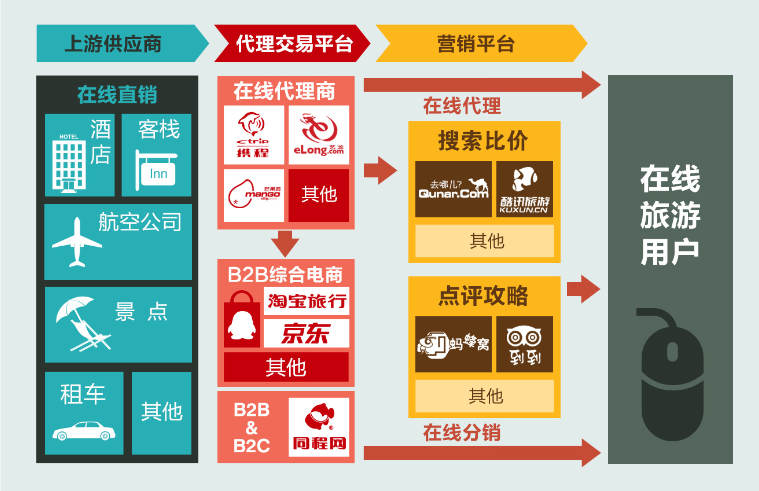 上游供应商
代理交易平台
营销平台
在线直销
HOTEL
酒店
客栈
Inn
航空公司
景 点
租车
其他
在线代理商
ctrip
携程
艺龙
eLong.com
芒果网
mango
其他
B2B综合电商
淘宝旅行
京东
其他
B2B
&
B2C
同程网
在线代理
搜索比价
去哪儿?
Qunar.Com
酷讯旅游
KUXUN.CN
其他
点评攻略
蚂蜂窝
到到
其他
在线分销
在线
旅游
用户